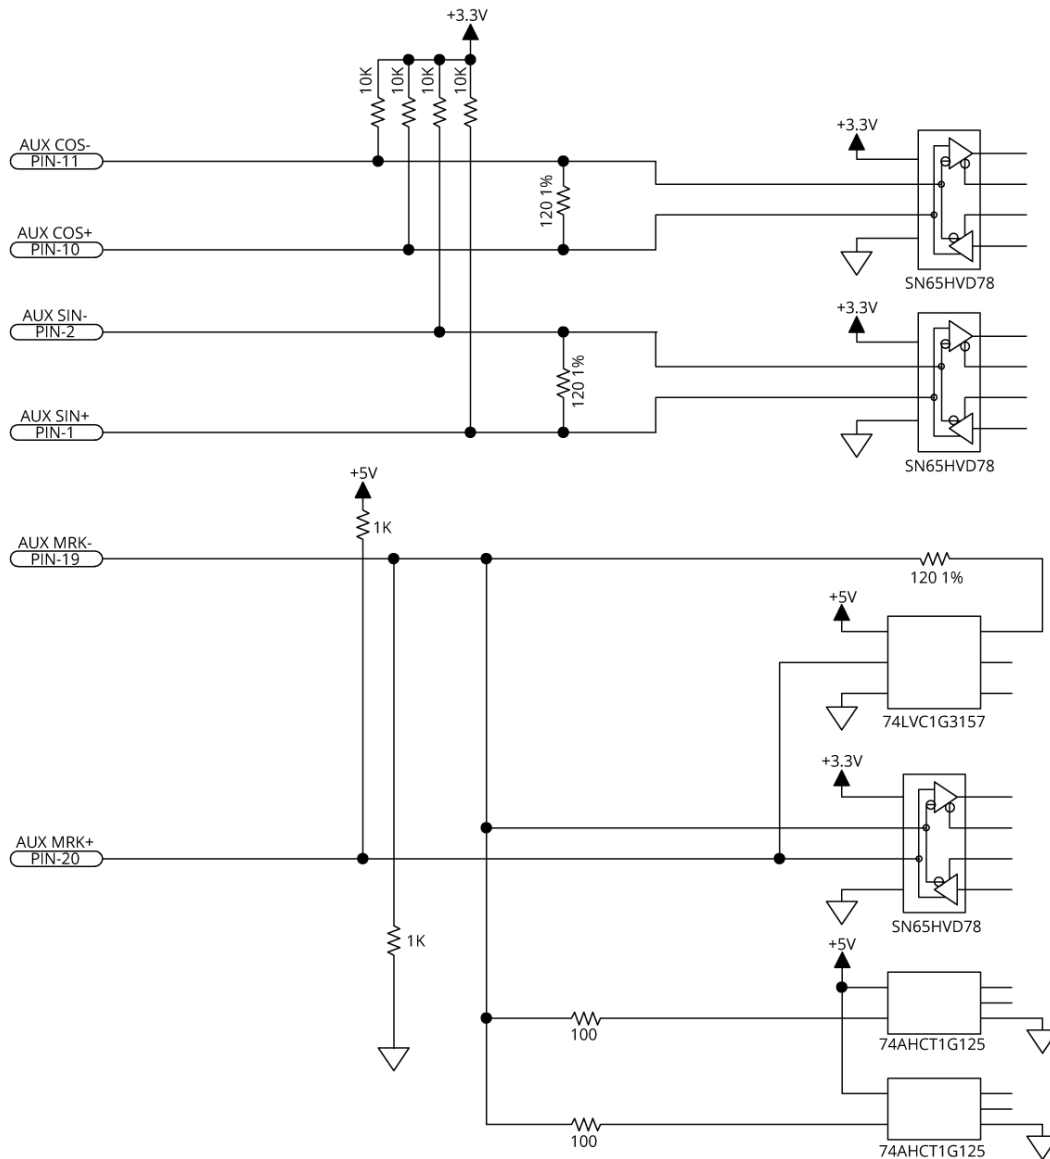 +3.3V
10K
10K
10K
10K
AUX COS-
PIN-11
+3.3V
120 1%
AUX COS+
PIN-10
SN65HVD78
AUX SIN-
PIN-2
+3.3V
120 1%
AUX SIN+
PIN-1
SN65HVD78
+5V
1K
AUX MRK-
PIN-19
120 1%
+5V
74LVC1G3157
+3.3V
AUX MRK+
PIN-20
SN65HVD78
1K
+5V
100
74AHCT1G125
100
74AHCT1G125